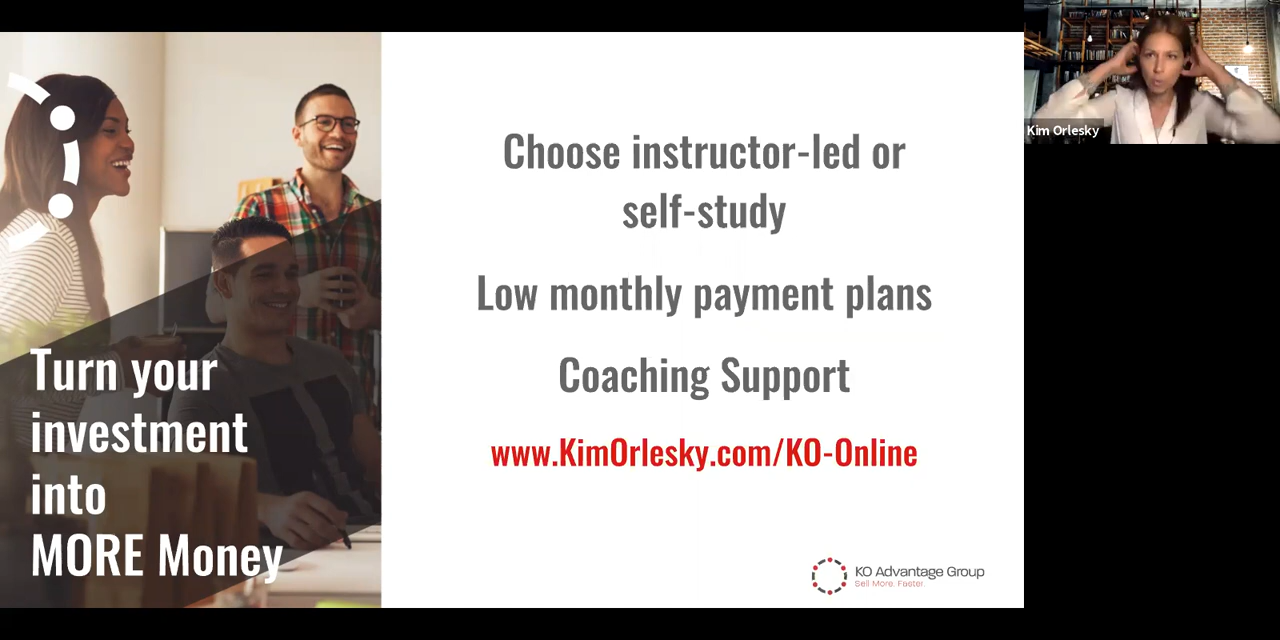 Turn your
investment
into
MORE Money
Choose instructor-led or
self-study
Low monthly payment plans
Coaching Support
www.KimOrlesky.com/KO-Online
KO Advantage Group
Sell More. Faster.
Kim Orlesky